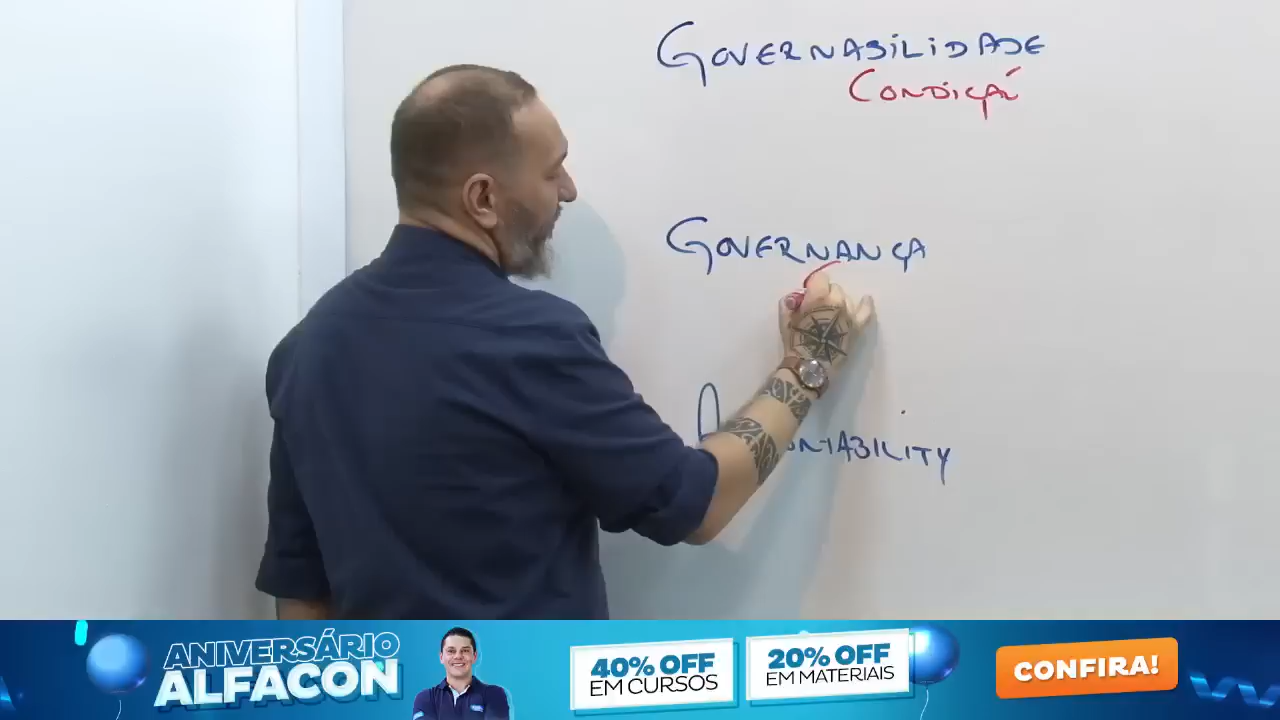 GOVERNABILIDADE
CONDIÇÃ
GOVERNANÇA
ANIVERSÁRIO
ALFACON
40% OFF
EM CURSOS
20% OFF
EM MATERIAIS
CONFIRA!